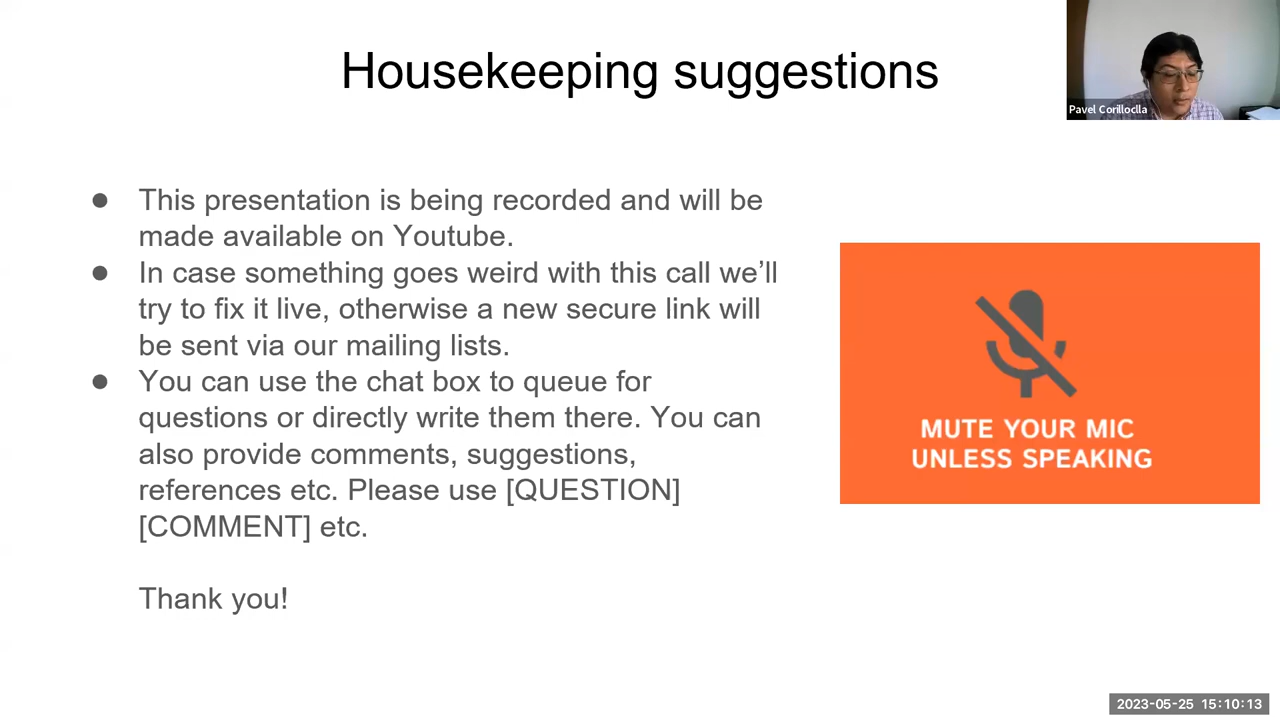 Housekeeping suggestions
Pavel Corilloclla
● This presentation is being recorded and will be
made available on Youtube.
● In case something goes weird with this call we’ll
try to fix it live, otherwise a new secure link will
be sent via our mailing lists.
● You can use the chat box to queue for
questions or directly write them there. You can
also provide comments, suggestions,
references etc. Please use [QUESTION]
[COMMENT] etc.
Thank you!
MUTE YOUR MIC
UNLESS SPEAKING
2023-05-25 15:10:13